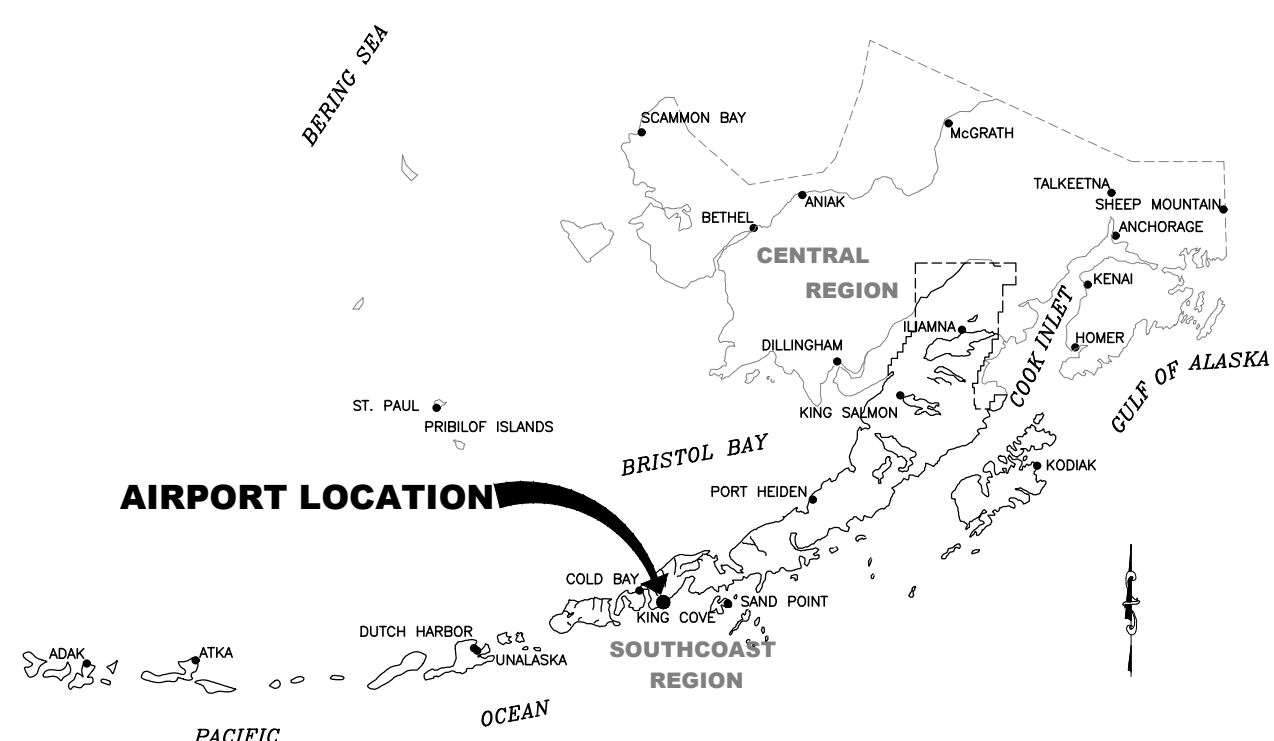 BERING SEA
SCAMMON BAY
McGRATH
TALKEETNA
SHEEP MOUNTAIN
ANIAK
BETHEL
ANCHORAGE
CENTRAL
REGION
KENAI
COOK INLET
ILIAMNA
HOMER
DILLINGHAM
GULF OF ALASKA
ST. PAUL
PRIBILOF ISLANDS
KING SALMON
BRISTOL BAY
KODIAK
AIRPORT LOCATION
PORT HEIDEN
COLD BAY
SAND POINT
KING COVE
DUTCH HARBOR
SOUTHCOAST
REGION
ADAK
ATKA
UNALASKA
OCEAN
PACIFIC